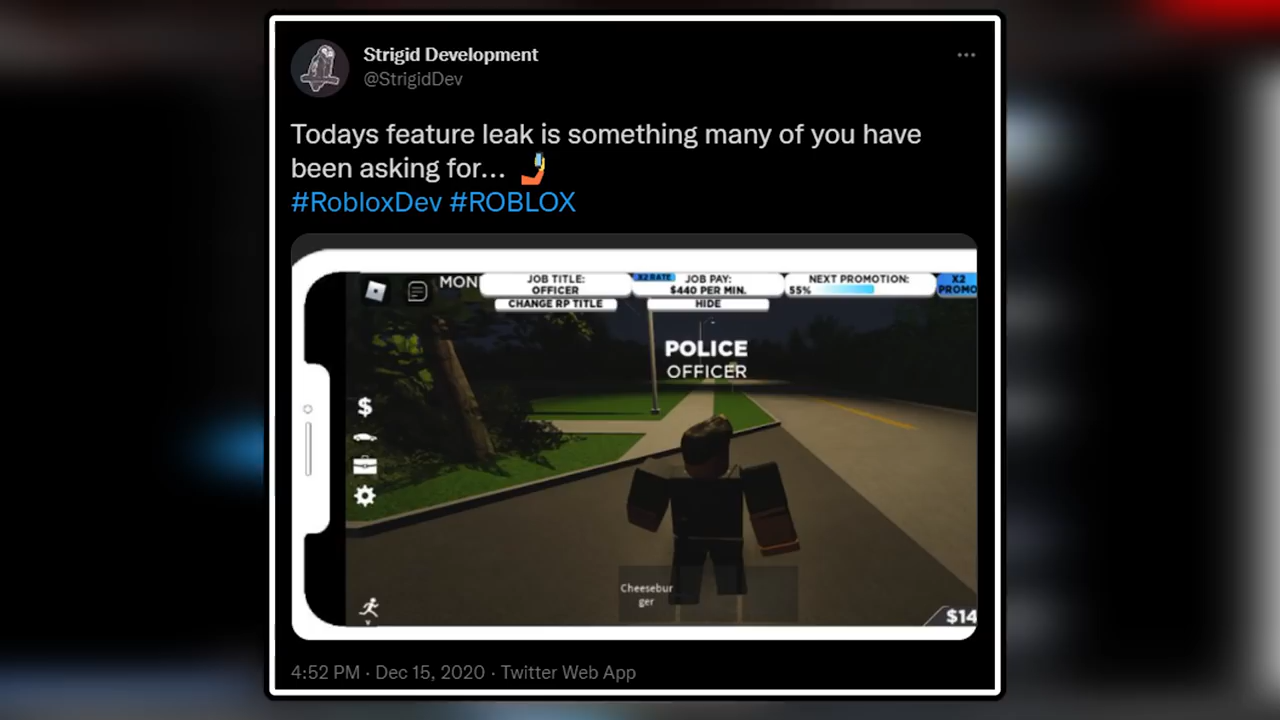 Strigid Development
@StrigidDev
Todays feature leak is something many of you have
been asking for...
#RobloxDev #ROBLOX
MON
JOB TITLE:
OFFICER
CHANGE RP TITLE
X2 RATE
JOB PAY:
$440 PER MIN.
HIDE
NEXT PROMOTION:
55%
X2
PROMO
POLICE
OFFICER
$
Cheesebur
ger
$14
4:52 PM · Dec 15, 2020 · Twitter Web App